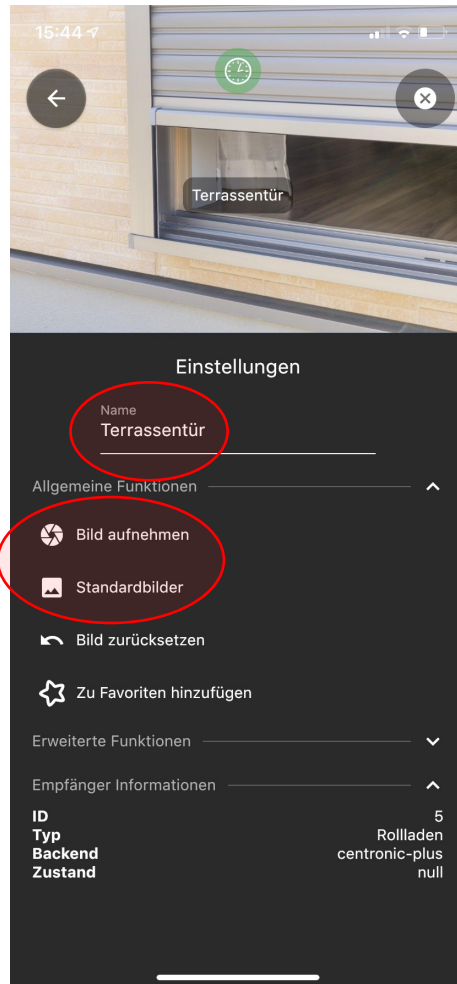 15:44
Terrassentür
Einstellungen
Name
Terrassentür
Allgemeine Funktionen
Bild aufnehmen
Standardbilder
Bild zurücksetzen
Zu Favoriten hinzufügen
Erweiterte Funktionen
Empfänger Informationen
ID 5
Typ Rollladen
Backend centronic-plus
Zustand null